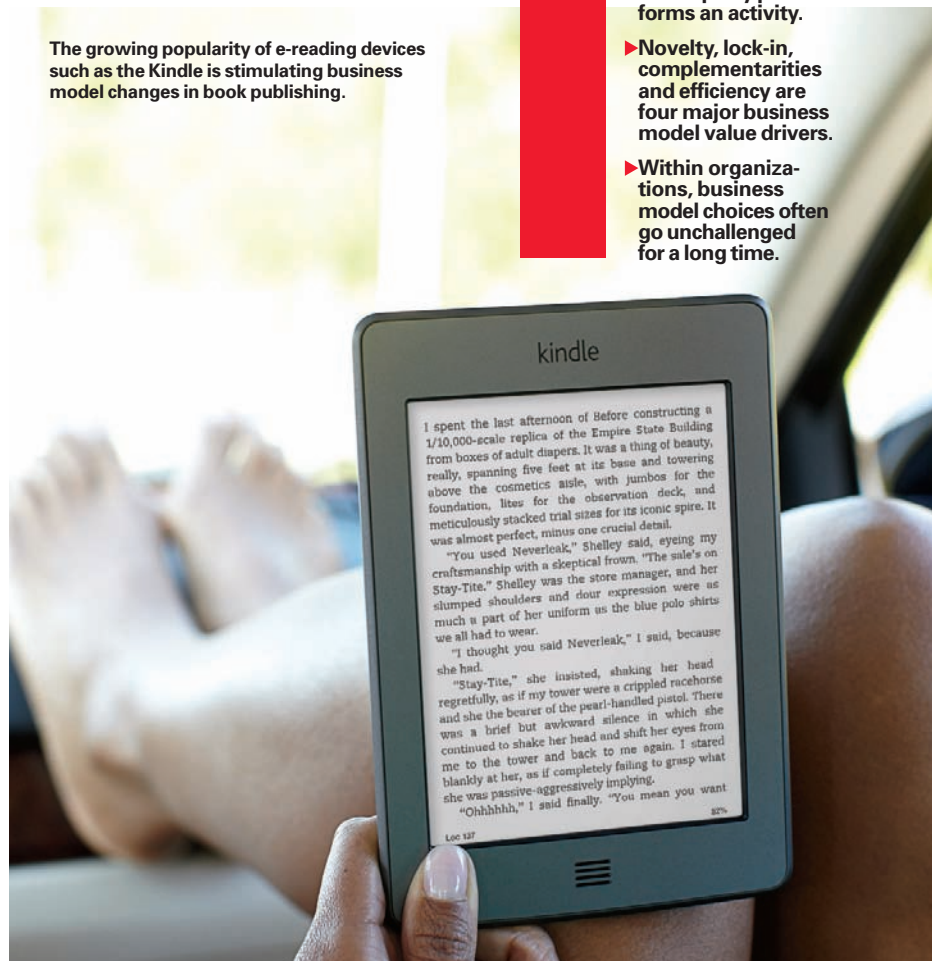 The growing popularity of e-reading devices
such as the Kindle is stimulating business
model changes in book publishing.
forms an activity.
▶Novelty, lock-in,
complementarities
and efficiency are
four major business
model value drivers.
▶Within organiza-
tions, business
model choices often
go unchallenged
for a long time.
kindle
I spent the last afternoon of Before constructing a
1/10,000-scale replica of the Empire State Building
from boxes of adult diapers. It was a thing of beauty,
really, spanning five feet at its base and towering
above the cosmetics aisle, with jumbos for the
foundation, lites for the observation deck, and
meticulously stacked trial sizes for its iconic spire. It
was almost perfect, minus one crucial detail.
"You used Neverleak," Shelley said, eyeing my
craftsmanship with a skeptical frown. "The sale's on
Stay-Tite." Shelley was the store manager, and her
slumped shoulders and dour expression were as
much a part of her uniform as the blue polo shirts
we all had to wear.
"I thought you said Neverleak," I said, because
she had.
"Stay-Tite," she insisted, shaking her head
regretfully, as if my tower were a crippled racehorse
and she the bearer of the pearl-handled pistol. There
was a brief but awkward silence in which she
continued to shake her head and shift her eyes from
me to the tower and back to me again. I stared
blankly at her, as if completely failing to grasp what
she was passive-aggressively implying.
"Ohhhhhh," I said finally. "You mean you want
Loc 137